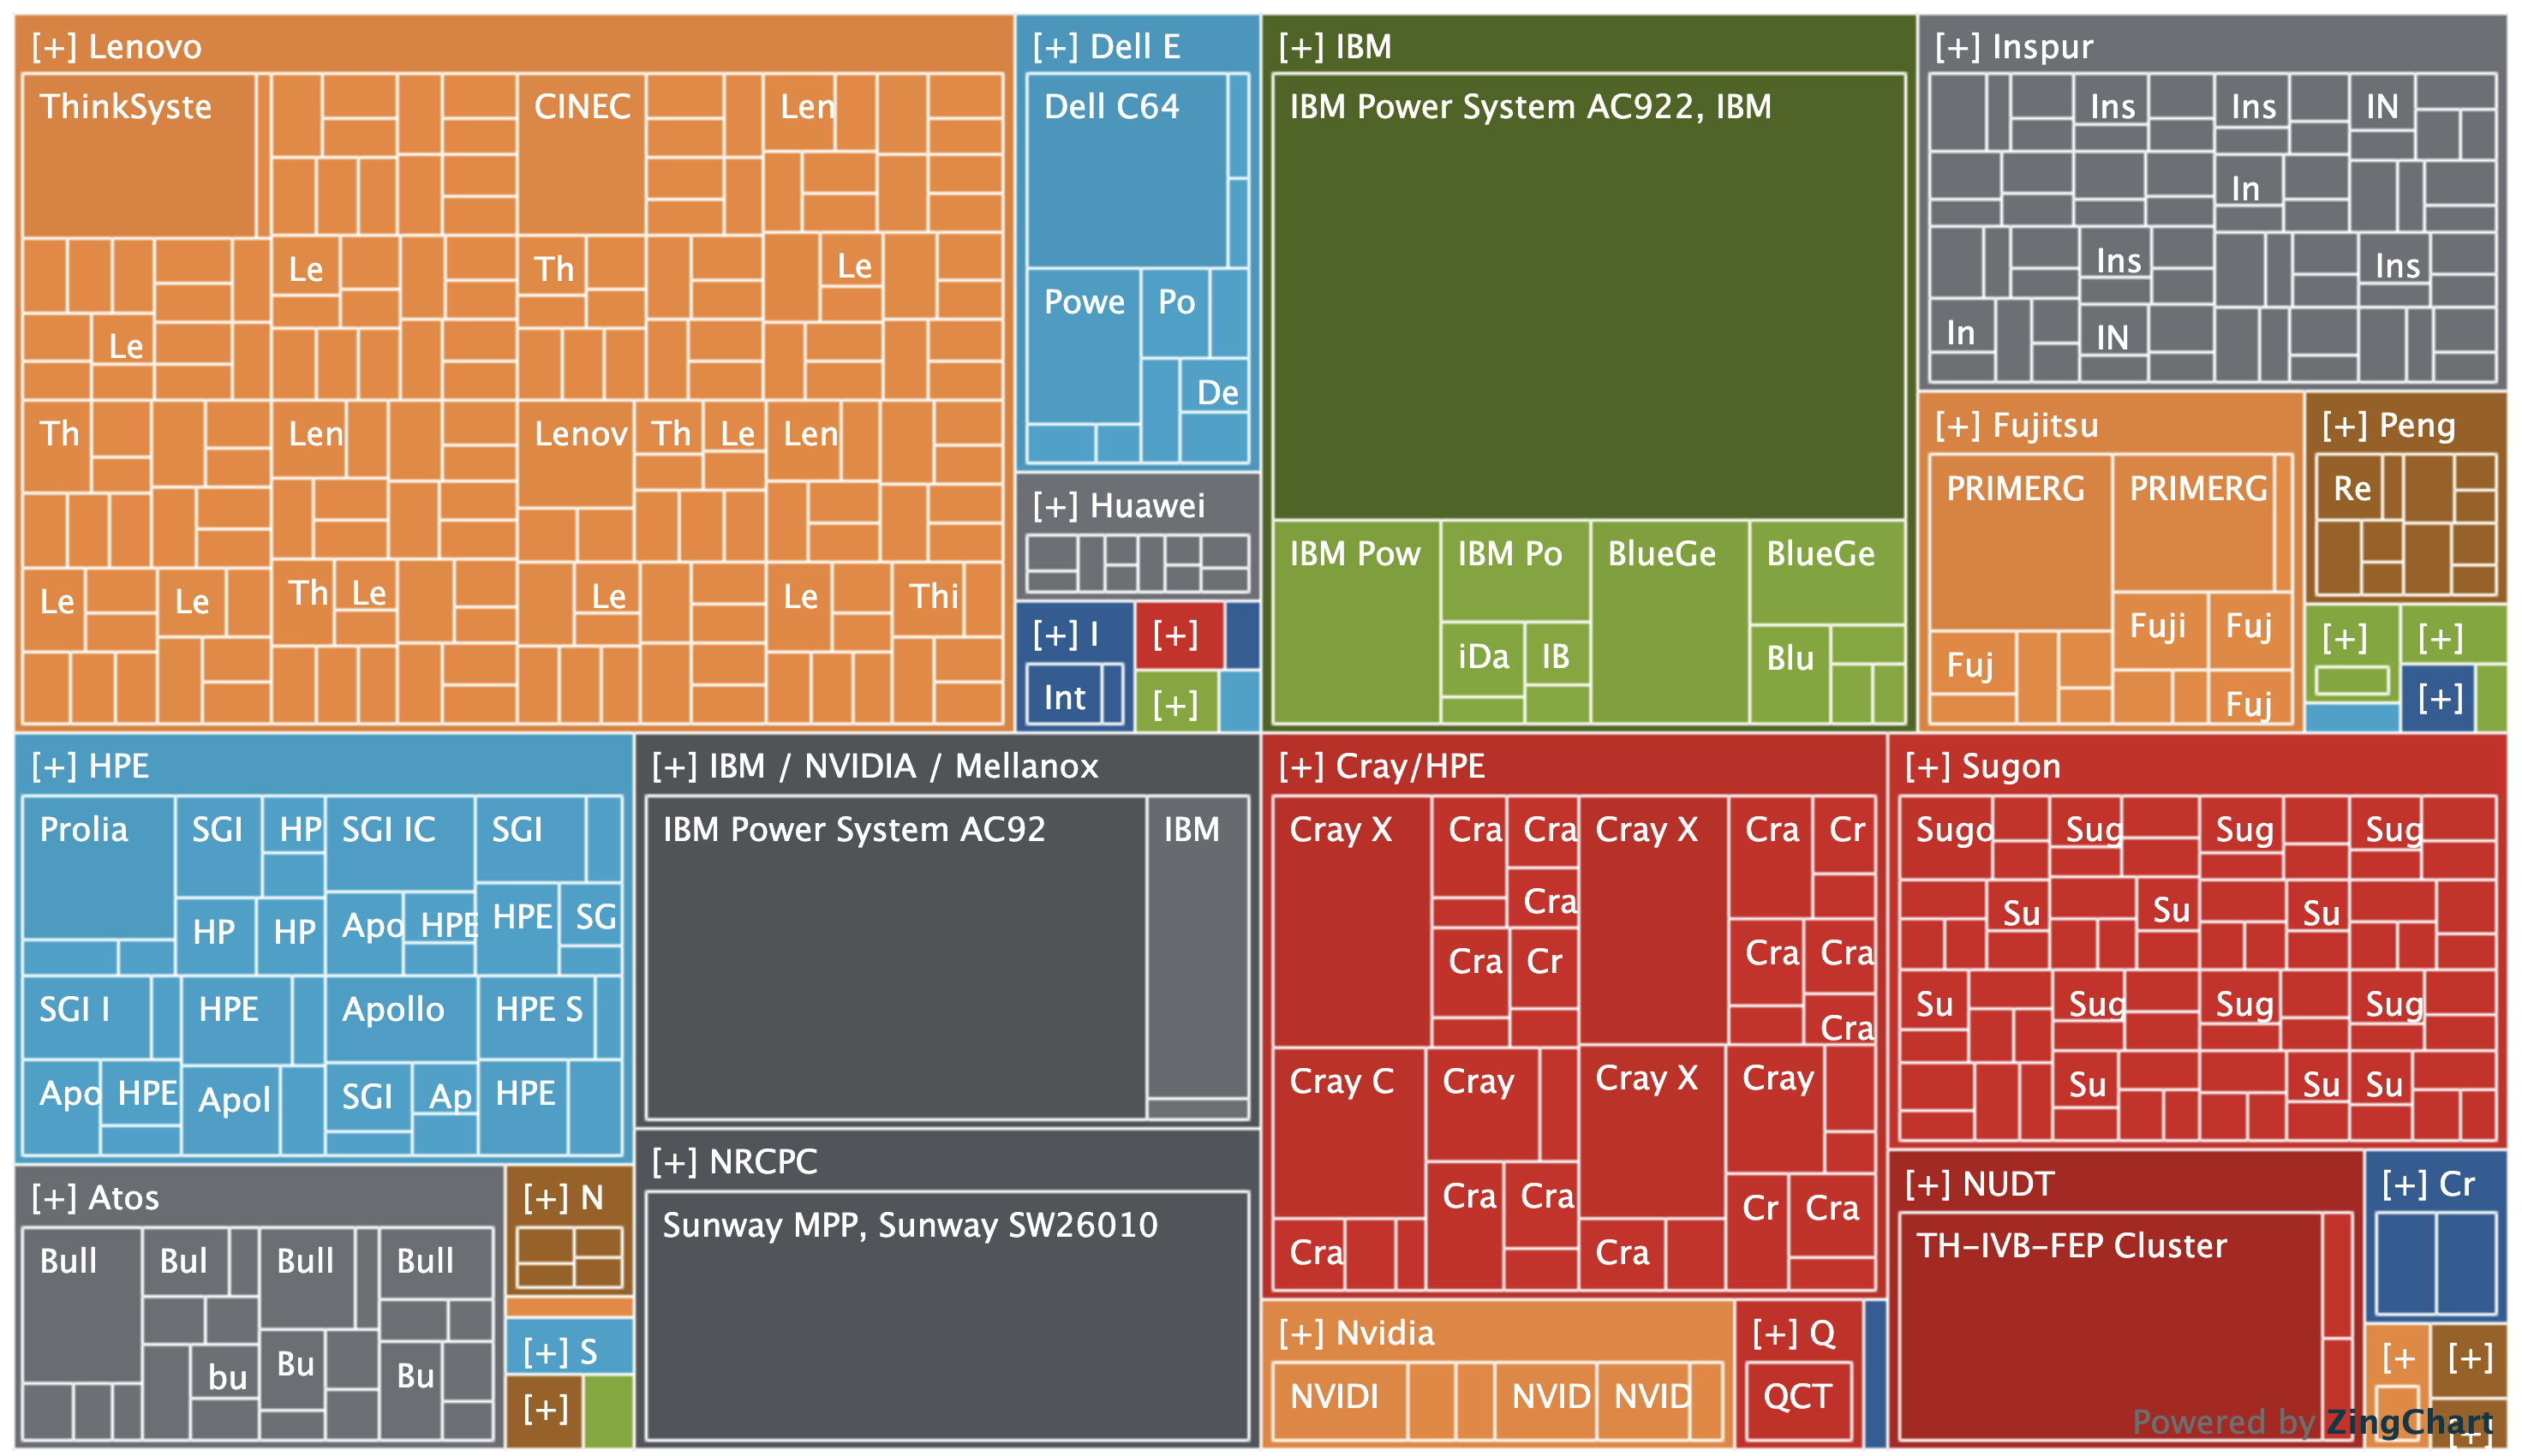 [+] Lenovo
ThinkSyste
CINEC
Len
Le
Th
Le
Le
Th
Len
Lenov
Th
Le
Len
Le
Le
Th
Le
Le
Le
Thi
[+] Dell E
Dell C64
Powe
Po
De
[+] Huawei
[+] I
Int
[+]
[+]
[+] IBM
IBM Power System AC922, IBM
IBM Pow
IBM Po
BlueGe
BlueGe
iDa
IB
Blu
[+] Inspur
Ins
Ins
IN
In
Ins
Ins
In
IN
[+] Fujitsu
PRIMERG
PRIMERG
Fuji
Fuj
Fuj
Fuj
[+] Peng
Re
[+]
[+]
[+]
[+] HPE
Prolia
SGI
HP
SGI IC
SGI
HP
HP
Apo
HPE
HPE
SG
SGI I
HPE
Apollo
HPE S
Apo
HPE
Apol
SGI
Ap
HPE
[+] IBM / NVIDIA / Mellanox
IBM Power System AC92
IBM
[+] NRCPC
Sunway MPP, Sunway SW26010
[+] Cray/HPE
Cray X
Cra
Cra
Cray X
Cra
Cr
Cra
Cra
Cr
Cra
Cra
Cra
Cray C
Cray
Cray X
Cray
Cra
Cra
Cr
Cra
Cra
Cra
[+] Sugon
Sugo
Sug
Sug
Sug
Su
Su
Su
Su
Sug
Sug
Sug
Su
Su
Su
[+] Atos
Bull
Bul
Bull
Bull
bu
Bu
Bu
[+] N
[+] S
[+]
[+] Nvidia
NVIDI
NVID
NVID
[+] Q
QCT
[+] NUDT
TH-IVB-FEP Cluster
[+] Cr
[+
[+]
[+]
Powered by ZingChart